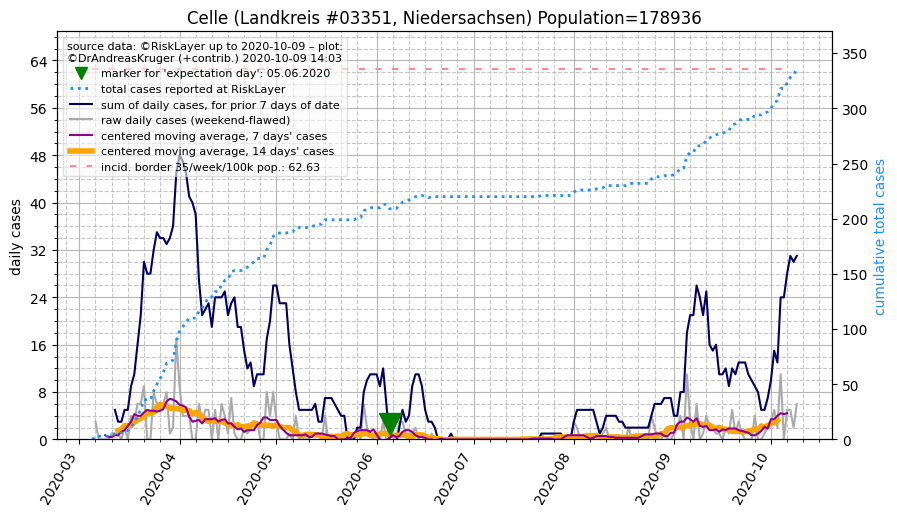 Celle (Landkreis #03351, Niedersachsen) Population=178936
source data: ©RiskLayer up to 2020-10-09 – plot:
©DrAndreasKruger (+contrib.) 2020-10-09 14:03
marker for 'expectation day': 05.06.2020
total cases reported at RiskLayer
sum of daily cases, for prior 7 days of date
raw daily cases (weekend-flawed)
centered moving average, 7 days' cases
centered moving average, 14 days' cases
incid. border 35/week/100k pop.: 62.63
daily cases
64
56
48
40
32
24
16
8
0
cumulative total cases
350
300
250
200
150
100
50
0
2020-03
2020-04
2020-05
2020-06
2020-07
2020-08
2020-09
2020-10